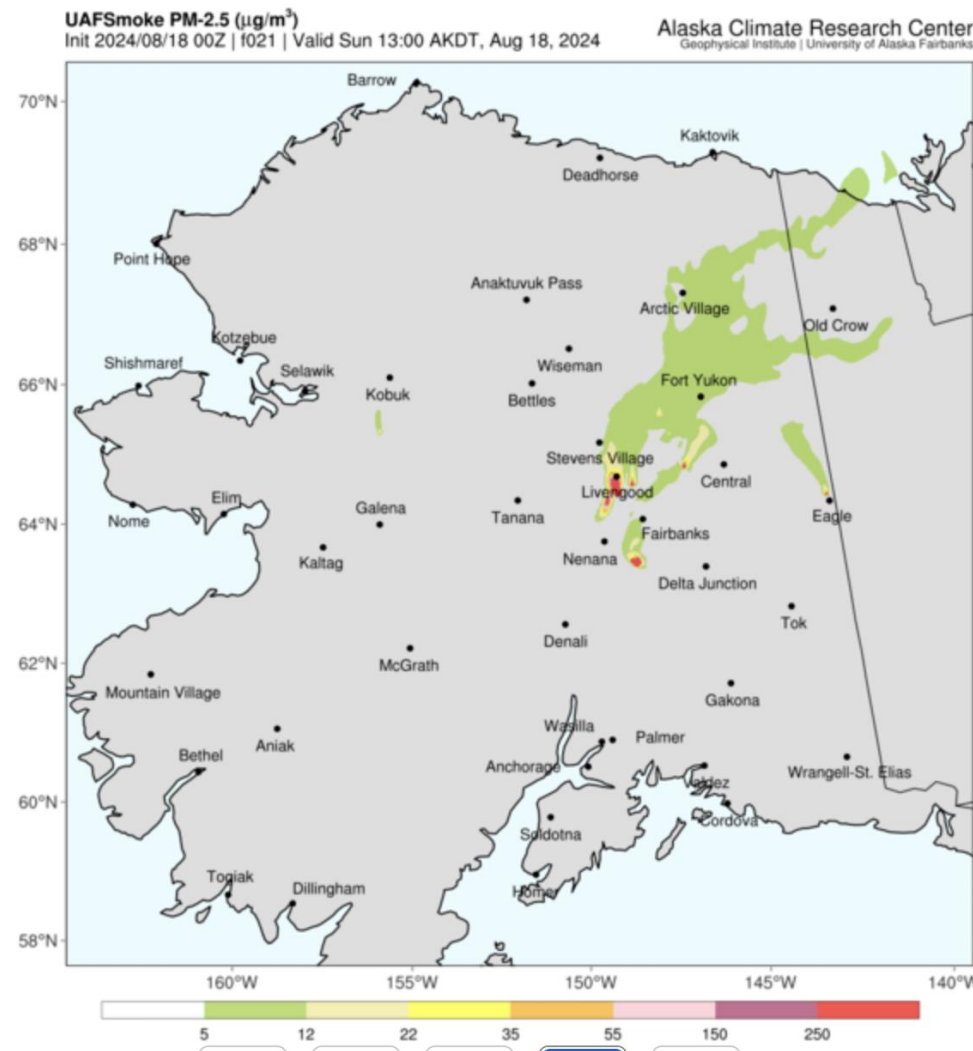 UAFSmoke PM-2.5 (μg/m³)
Alaska Climate Research Center
Init 2024/08/18 00Z | f021 | Valid Sun 13:00 AKDT, Aug 18, 2024
Geophysical Institute | University of Alaska Fairbanks
Barrow
70°N
Kaktovik
Deadhorse
68°N
Point Hope
Anaktuvuk Pass
Arctic Village
Old Crow
Kotzebue
Shishmaref
Selawik
Wiseman
66°N
Kobuk
Fort Yukon
Bettles
Stevens Village
Central
Livengood
Elim
Galena
64°N
Nome
Tanana
Eagle
Fairbanks
Kaltag
Nenana
Delta Junction
Tok
Denali
62°N
McGrath
Mountain Village
Gakona
Wasilla
Palmer
Aniak
Bethel
Anchorage
Wrangell-St. Elias
Valdez
60°N
Cordova
Soldotna
Togiak
Dillingham
Homer
58°N
160°W
155°W
150°W
145°W
140°W
5
12
22
35
55
150
250